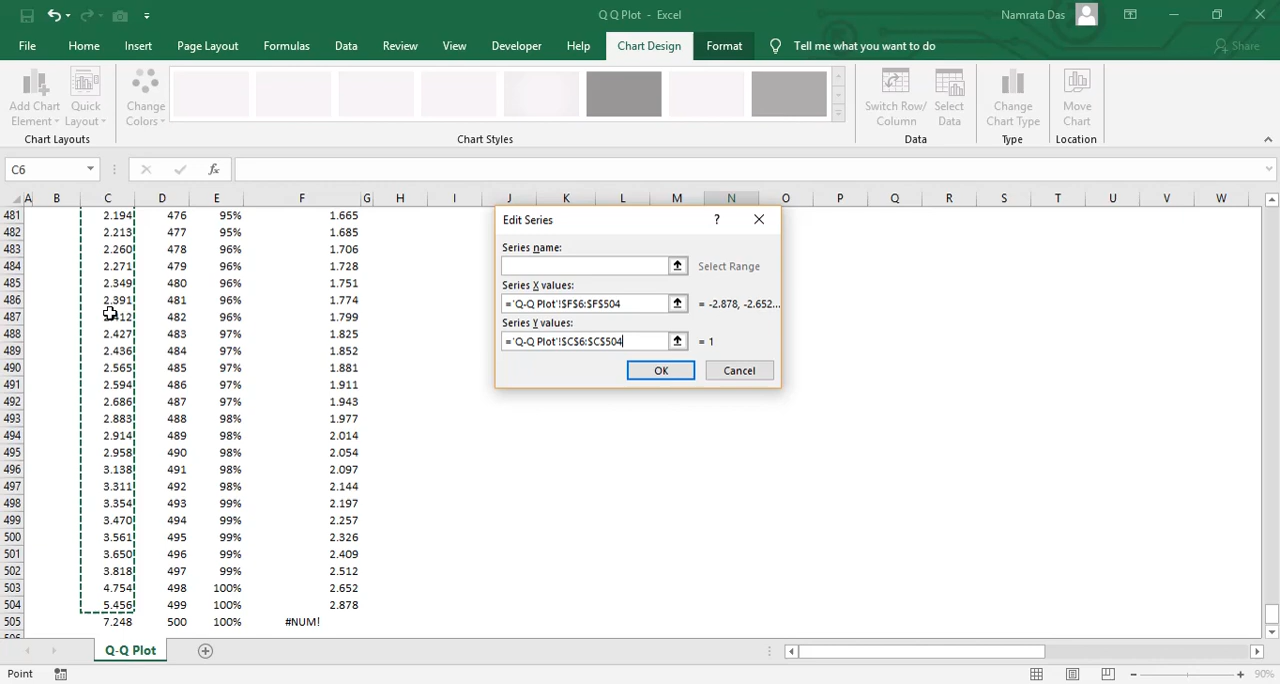 Q Q Plot - Excel
Namrata Das
File Home Insert Page Layout Formulas Data Review View Developer Help Chart Design Format Tell me what you want to do Share
Add Chart Element Quick Layout Change Colors Switch Row/ Column Select Data Change Chart Type Move Chart
Chart Layouts Chart Styles Data Type Location
C6 fx
A B C D E F G H I J K L M N O P Q R S T U V W
481 2.194 476 95% 1.665
482 2.213 477 95% 1.685
483 2.260 478 96% 1.706
484 2.271 479 96% 1.728
485 2.349 480 96% 1.751
486 2.391 481 96% 1.774
487 482 96% 1.799
488 2.427 483 97% 1.825
489 2.436 484 97% 1.852
490 2.565 485 97% 1.881
491 2.594 486 97% 1.911
492 2.686 487 97% 1.943
493 2.883 488 98% 1.977
494 2.914 489 98% 2.014
495 2.958 490 98% 2.054
496 3.138 491 98% 2.097
497 3.311 492 98% 2.144
498 3.354 493 99% 2.197
499 3.470 494 99% 2.257
500 3.561 495 99% 2.326
501 3.650 496 99% 2.409
502 3.818 497 99% 2.512
503 4.754 498 100% 2.652
504 5.456 499 100% 2.878
505 7.248 500 100% #NUM!
Edit Series ?
Series name:
Select Range
Series X values:
='Q-Q Plot'!$F$6:$F$504 = -2.878, -2.652...
Series Y values:
='Q-Q Plot'!$C$6:$C$504 = 1
OK Cancel
Q-Q Plot
Point 90%